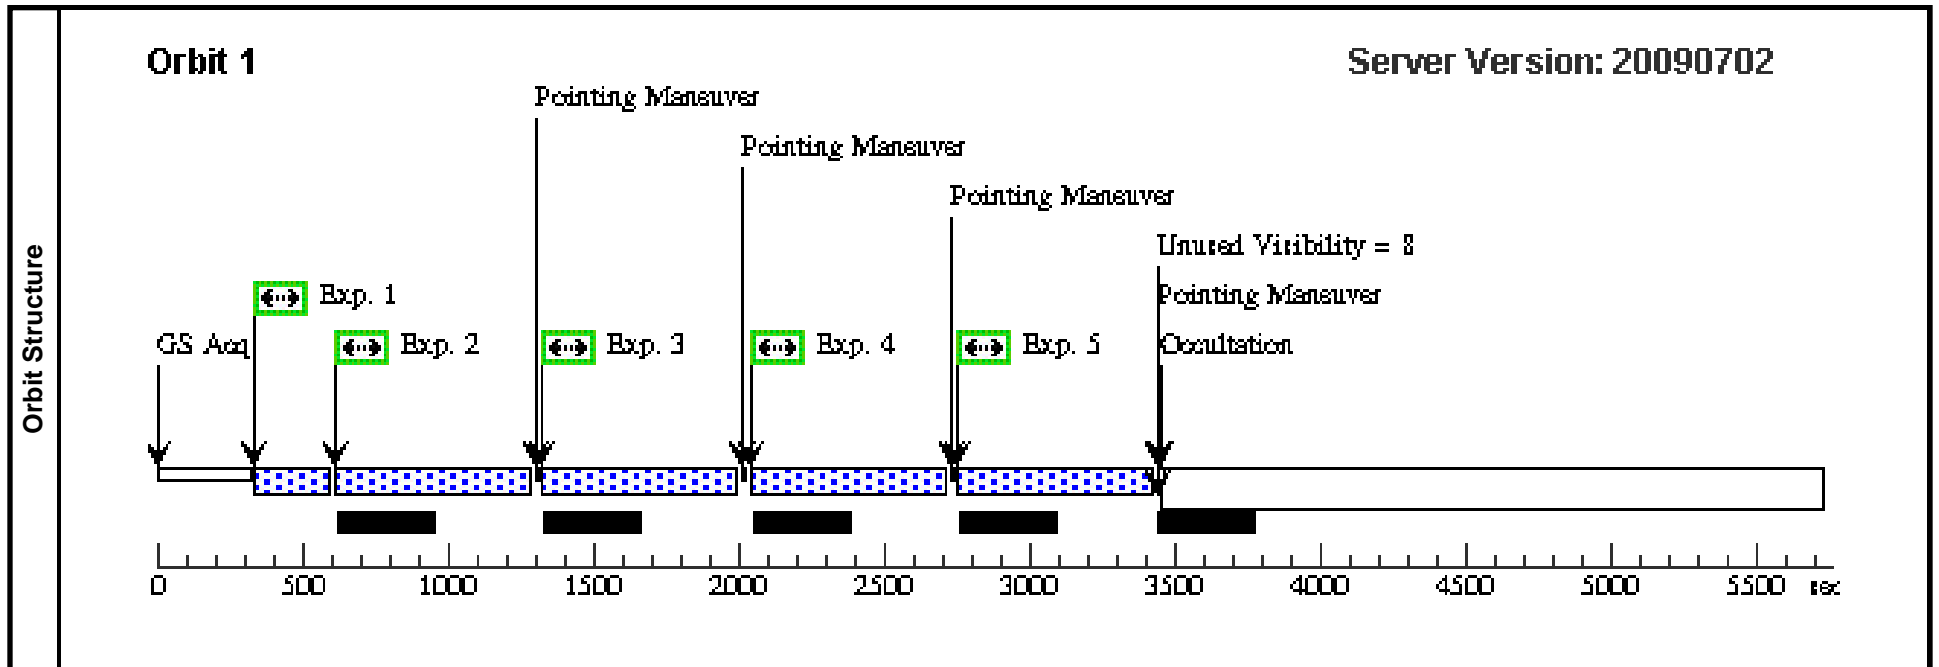 Orbit Structure
Orbit 1
Server Version: 20090702
Pointing Maneuver
Pointing Maneuver
Pointing Maneuver
Unused Visibility = 8
Exp. 1
Pointing Maneuver
GS Acq
Exp. 2
Exp. 3
Exp. 4
Exp. 5
Occultation
0 500 1000 1500 2000 2500 3000 3500 4000 4500 5000 5500 sec